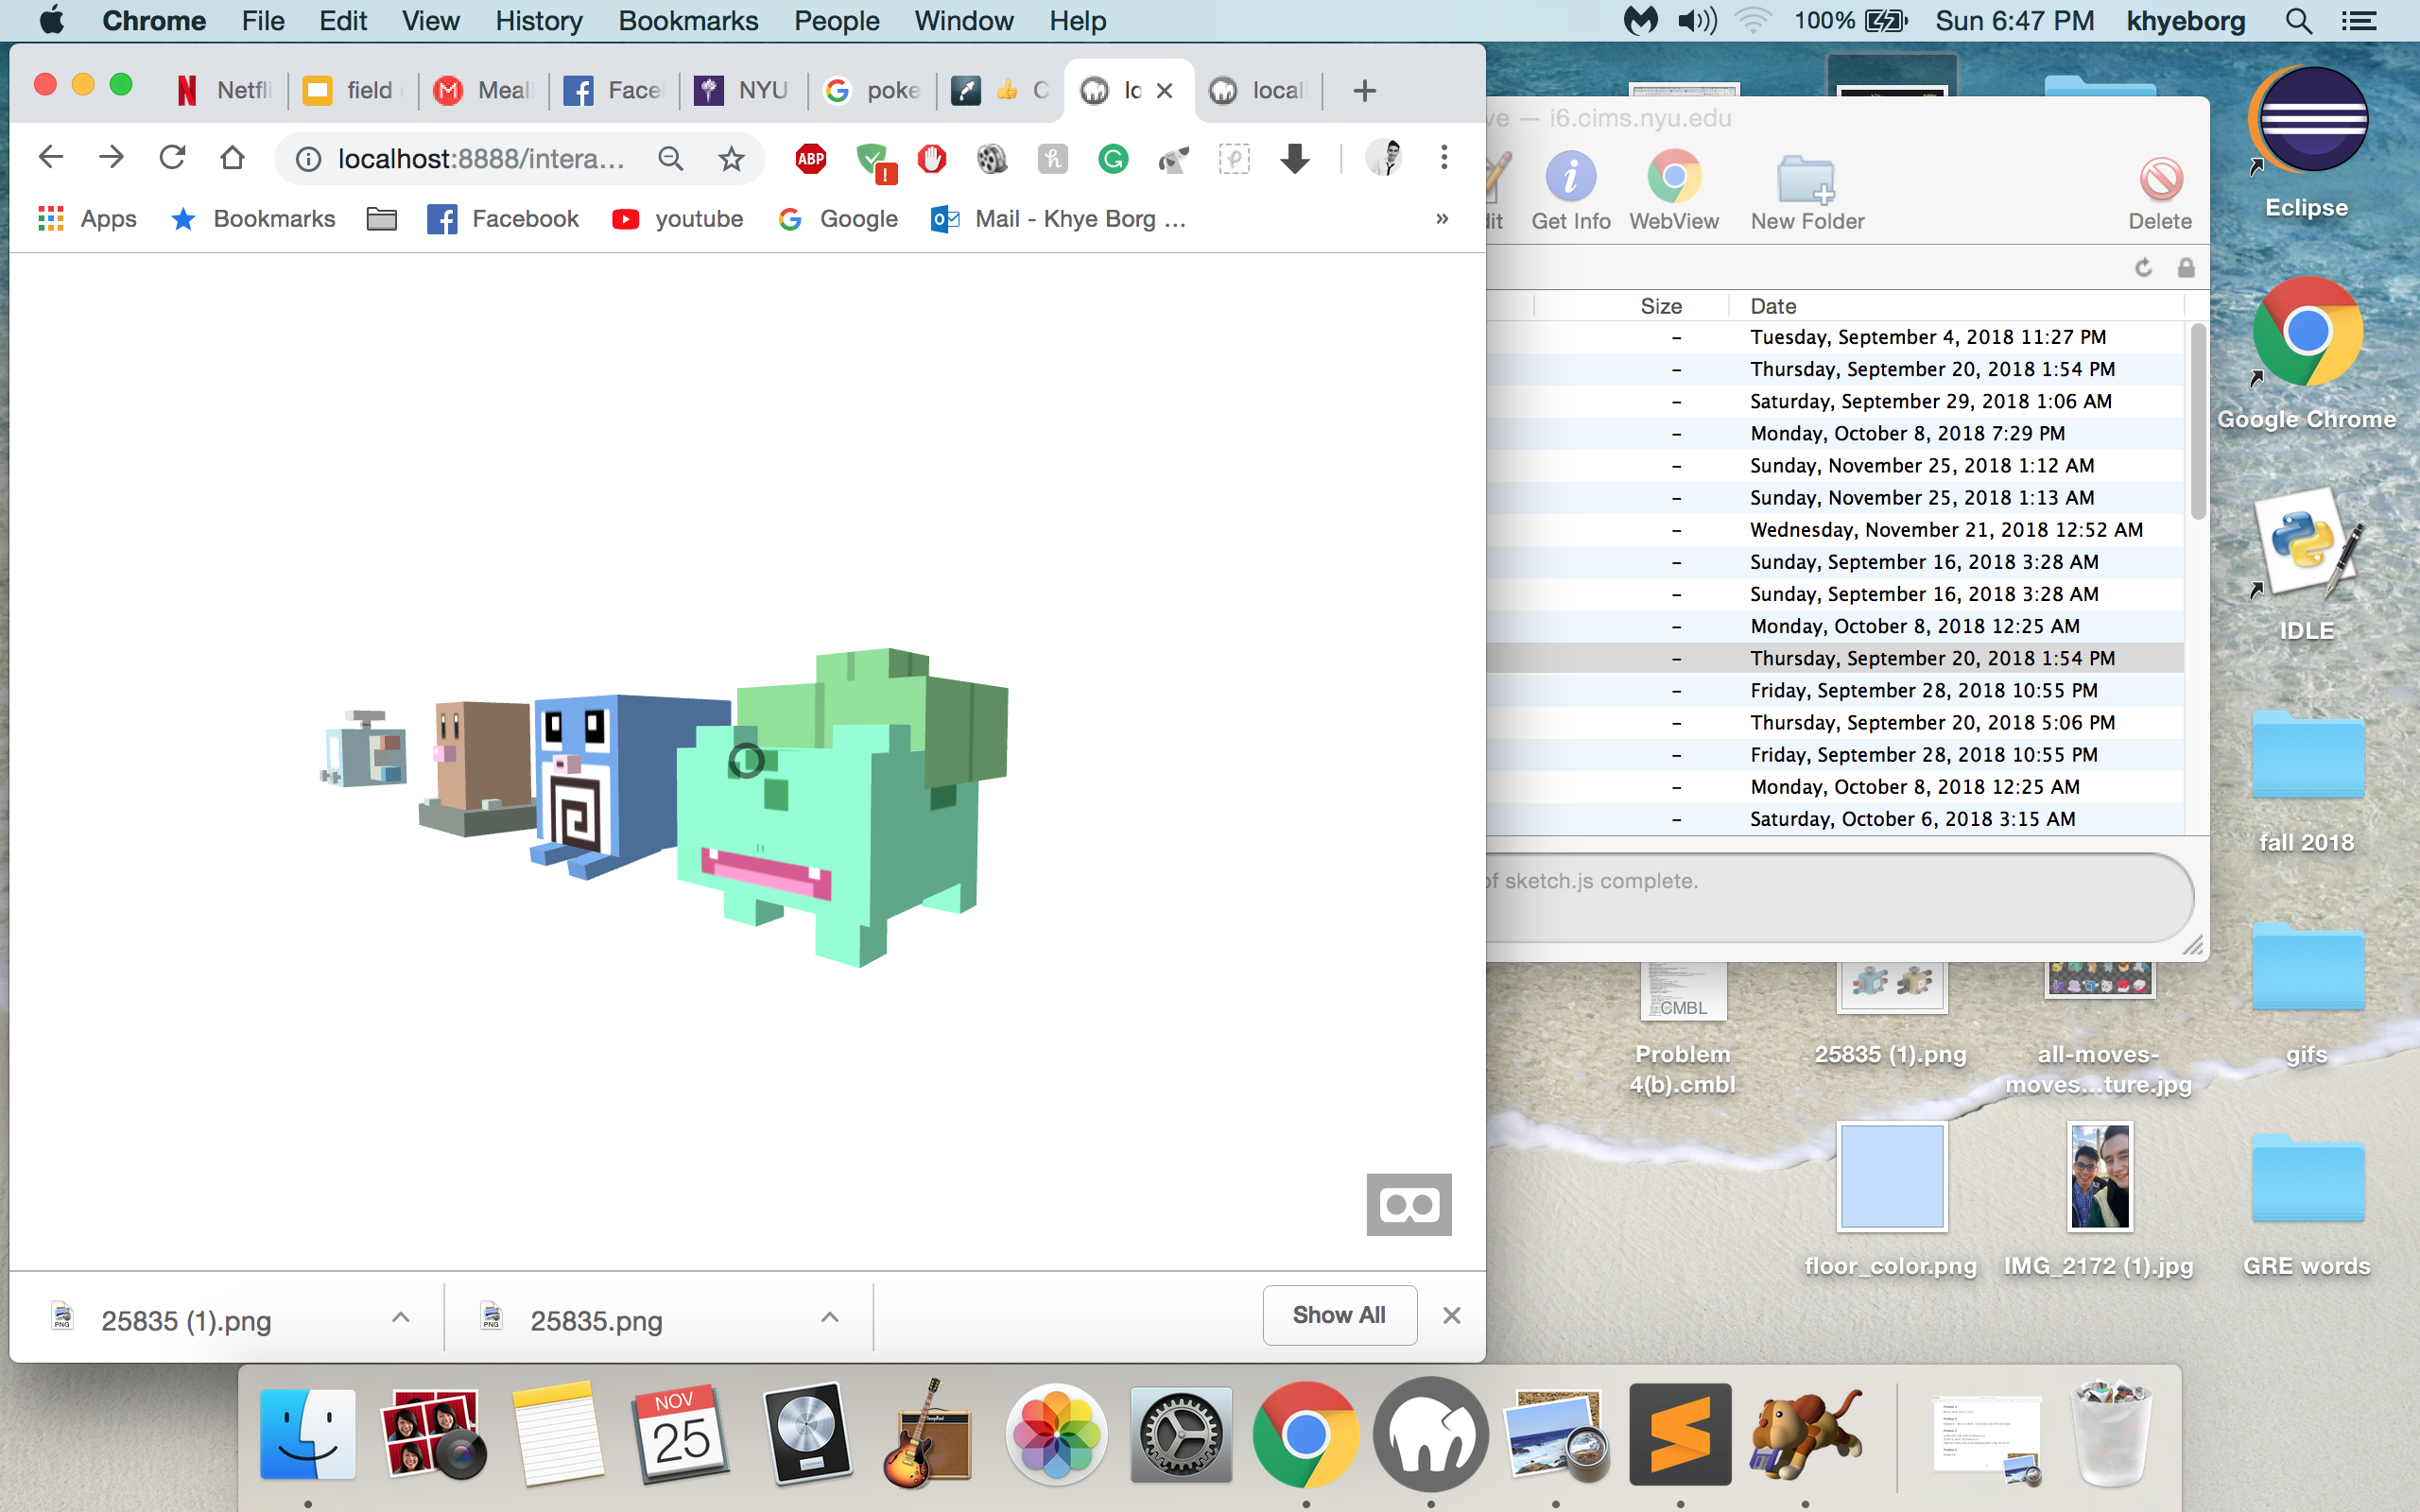 Chrome File Edit View History Bookmarks People Window Help 100% Sun 6:47 PM khyeborg
Netfli field Meal Face NYU poke C lo local
localhost:8888/intera...
ABP
Apps Bookmarks Facebook youtube Google Mail - Khye Borg ... »
ve — i6.cims.nyu.edu
dit Get Info WebView New Folder Delete
Size Date
– Tuesday, September 4, 2018 11:27 PM
– Thursday, September 20, 2018 1:54 PM
– Saturday, September 29, 2018 1:06 AM
– Monday, October 8, 2018 7:29 PM
– Sunday, November 25, 2018 1:12 AM
– Sunday, November 25, 2018 1:13 AM
– Wednesday, November 21, 2018 12:52 AM
– Sunday, September 16, 2018 3:28 AM
– Sunday, September 16, 2018 3:28 AM
– Monday, October 8, 2018 12:25 AM
– Thursday, September 20, 2018 1:54 PM
– Friday, September 28, 2018 10:55 PM
– Thursday, September 20, 2018 5:06 PM
– Friday, September 28, 2018 10:55 PM
– Monday, October 8, 2018 12:25 AM
– Saturday, October 6, 2018 3:15 AM
of sketch.js complete.
Eclipse
Google Chrome
IDLE
fall 2018
CMBL
Problem
4(b).cmbl
25835 (1).png
all-moves-
moves...ture.jpg
gifs
floor_color.png
IMG_2172 (1).jpg
GRE words
25835 (1).png
25835.png
Show All
PNG
PNG
NOV
25